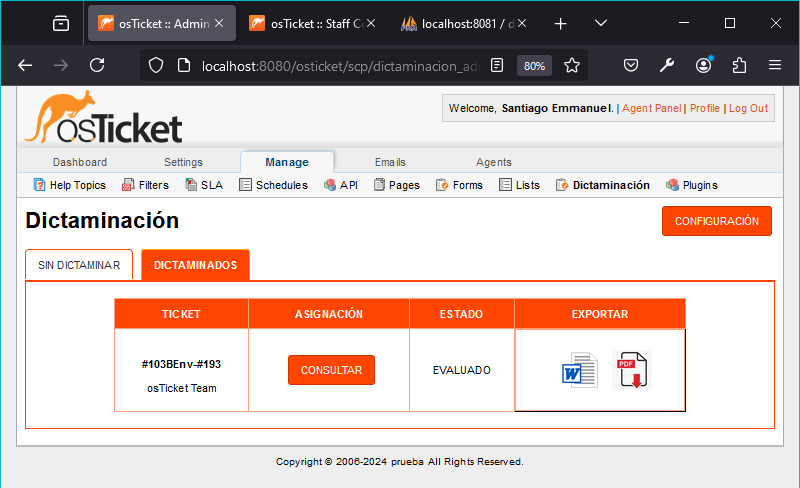 osTicket :: Admin
osTicket :: Staff C
localhost:8081 / d
localhost:8080/osticket/scp/dictaminacion_ad
80%
osTicket
Welcome, Santiago Emmanuel. | Agent Panel | Profile | Log Out
Dashboard Settings Manage Emails Agents
Help Topics Filters SLA Schedules API Pages Forms Lists Dictaminación Plugins
Dictaminación
CONFIGURACIÓN
SIN DICTAMINAR DICTAMINADOS
TICKET ASIGNACIÓN ESTADO EXPORTAR
#103BEnv-#193
osTicket Team
CONSULTAR
EVALUADO
W
PDF
Copyright © 2006-2024 prueba All Rights Reserved.